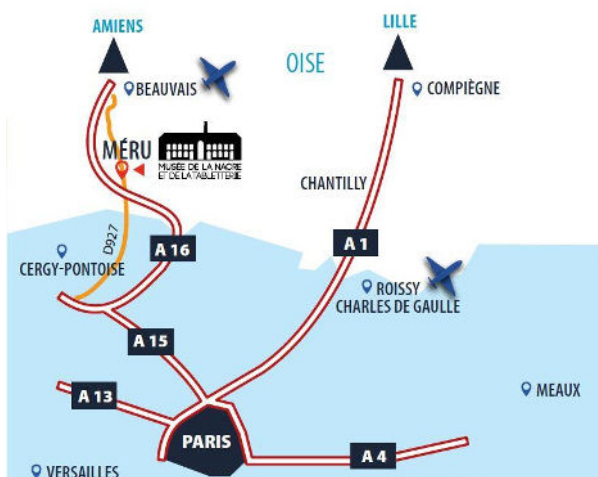 AMIENS
LILLE
OISE
BEAUVAIS
COMPIÈGNE
MÉRU
MUSÉE DE LA NACRE
ET DE LA TABLETTERIE
CHANTILLY
D927
A 16
A 1
CERGY-PONTOISE
ROISSY
CHARLES DE GAULLE
A 15
A 13
MEAUX
PARIS
A 4
VERSAILLES